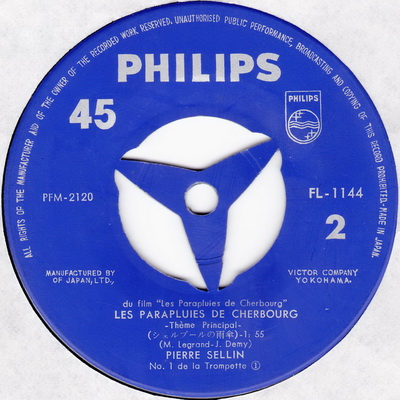 ALL RIGHTS OF THE MANUFACTURER AND OF THE OWNER OF THE RECORDED WORK RESERVED. UNAUTHORISED PUBLIC PERFORMANCE, BROADCASTING AND COPYING OF THIS RECORD PROHIBITED-MADE IN JAPAN.
PHILIPS
45
PHILIPS
PFM-2120
FL-1144
2
MANUFACTURED BY
OF JAPAN, LTD.,
VICTOR COMPANY
YOKOHAMA.
du film "Les Parapluies de Cherbourg"
LES PARAPLUIES DE CHERBOURG
-Thème Principal-
(シェルブールの雨傘)-1: 55
(M. Legrand-J. Demy)
PIERRE SELLIN
No. 1 de la Trompette ①